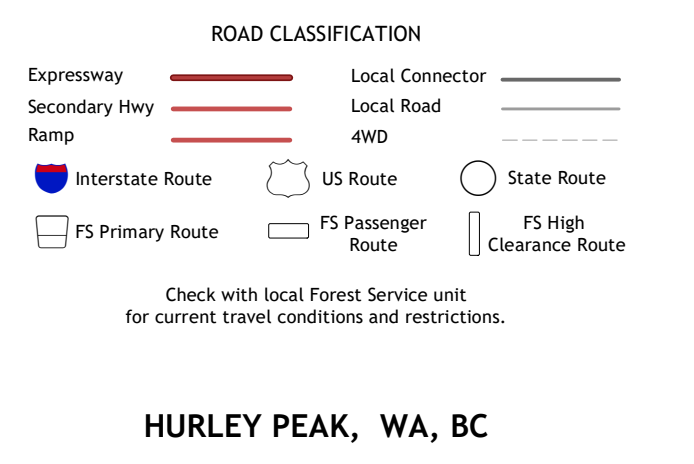 ROAD CLASSIFICATION
Expressway
Local Connector
Secondary Hwy
Local Road
Ramp
4WD
Interstate Route
US Route
State Route
FS Primary Route
FS Passenger
Route
FS High
Clearance Route
Check with local Forest Service unit
for current travel conditions and restrictions.
HURLEY PEAK, WA, BC